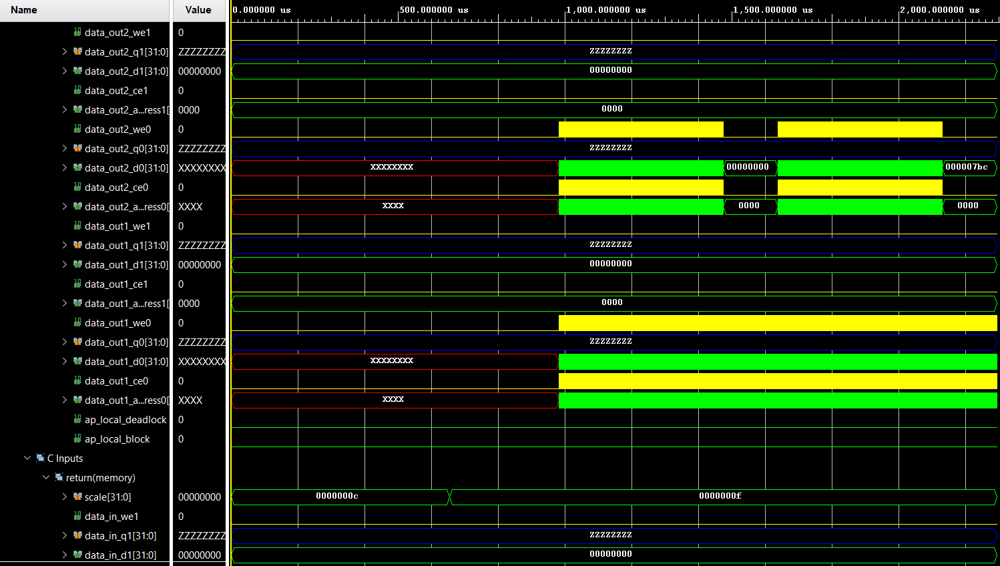 Name Value 0.000000 us 500.000000 us 1,000.000000 us 1,500.000000 us 2,000.000000 us
data_out2_we1 0
data_out2_q1[31:0] ZZZZZZZZ ZZZZZZZZ
data_out2_d1[31:0] 00000000 00000000
data_out2_ce1 0
data_out2_a...ress1[ 0000 0000
data_out2_we0 0
data_out2_q0[31:0] ZZZZZZZZ ZZZZZZZZ
data_out2_d0[31:0] XXXXXXXX XXXXXXXX 00000000 000007bc
data_out2_ce0 0
data_out2_a...ress0[ XXXX XXXX 0000 0000
data_out1_we1 0
data_out1_q1[31:0] ZZZZZZZZ ZZZZZZZZ
data_out1_d1[31:0] 00000000 00000000
data_out1_ce1 0
data_out1_a...ress1[ 0000 0000
data_out1_we0 0
data_out1_q0[31:0] ZZZZZZZZ ZZZZZZZZ
data_out1_d0[31:0] XXXXXXXX XXXXXXXX
data_out1_ce0 0
data_out1_a...ress0[ XXXX XXXX
ap_local_deadlock 0
ap_local_block 0
C Inputs
return(memory)
scale[31:0] 00000000 0000000c 0000000f
data_in_we1 0
data_in_q1[31:0] ZZZZZZZZ ZZZZZZZZ
data_in_d1[31:0] 00000000 00000000